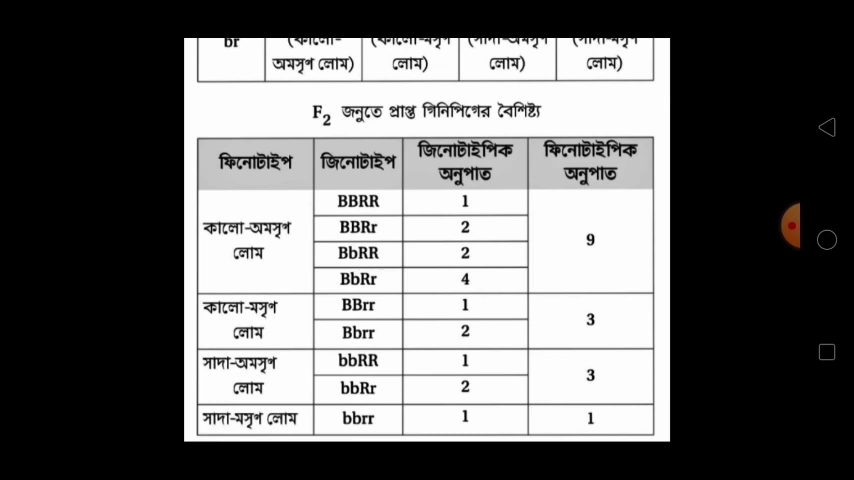 br
অমসৃণ লোম)
লোম)
লোম)
লোম)
F2 জনুতে প্রাপ্ত গিনিপিগের বৈশিষ্ট্য
ফিনোটাইপ জিনোটাইপ জিনোটাইপিক অনুপাত ফিনোটাইপিক অনুপাত
কালো-অমসৃণ লোম
BBRR 1
BBRr 2
BbRR 2
BbRr 4
9
কালো-মসৃণ লোম
BBrr 1
Bbrr 2
3
সাদা-অমসৃণ লোম
bbRR 1
bbRr 2
3
সাদা-মসৃণ লোম bbrr 1 1